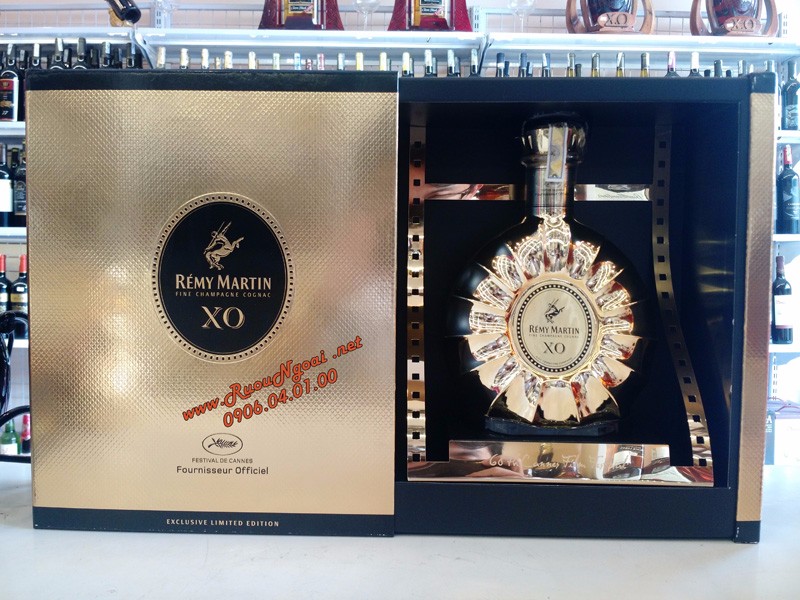 XO
RÉMY MARTIN
FINE CHAMPAGNE COGNAC
XO
www.RuouNgoai .net
0906.04.01.00
FESTIVAL DE CANNES
Fournisseur Officiel
EXCLUSIVE LIMITED EDITION
RÉMY MARTIN
FINE CHAMPAGNE COGNAC
XO